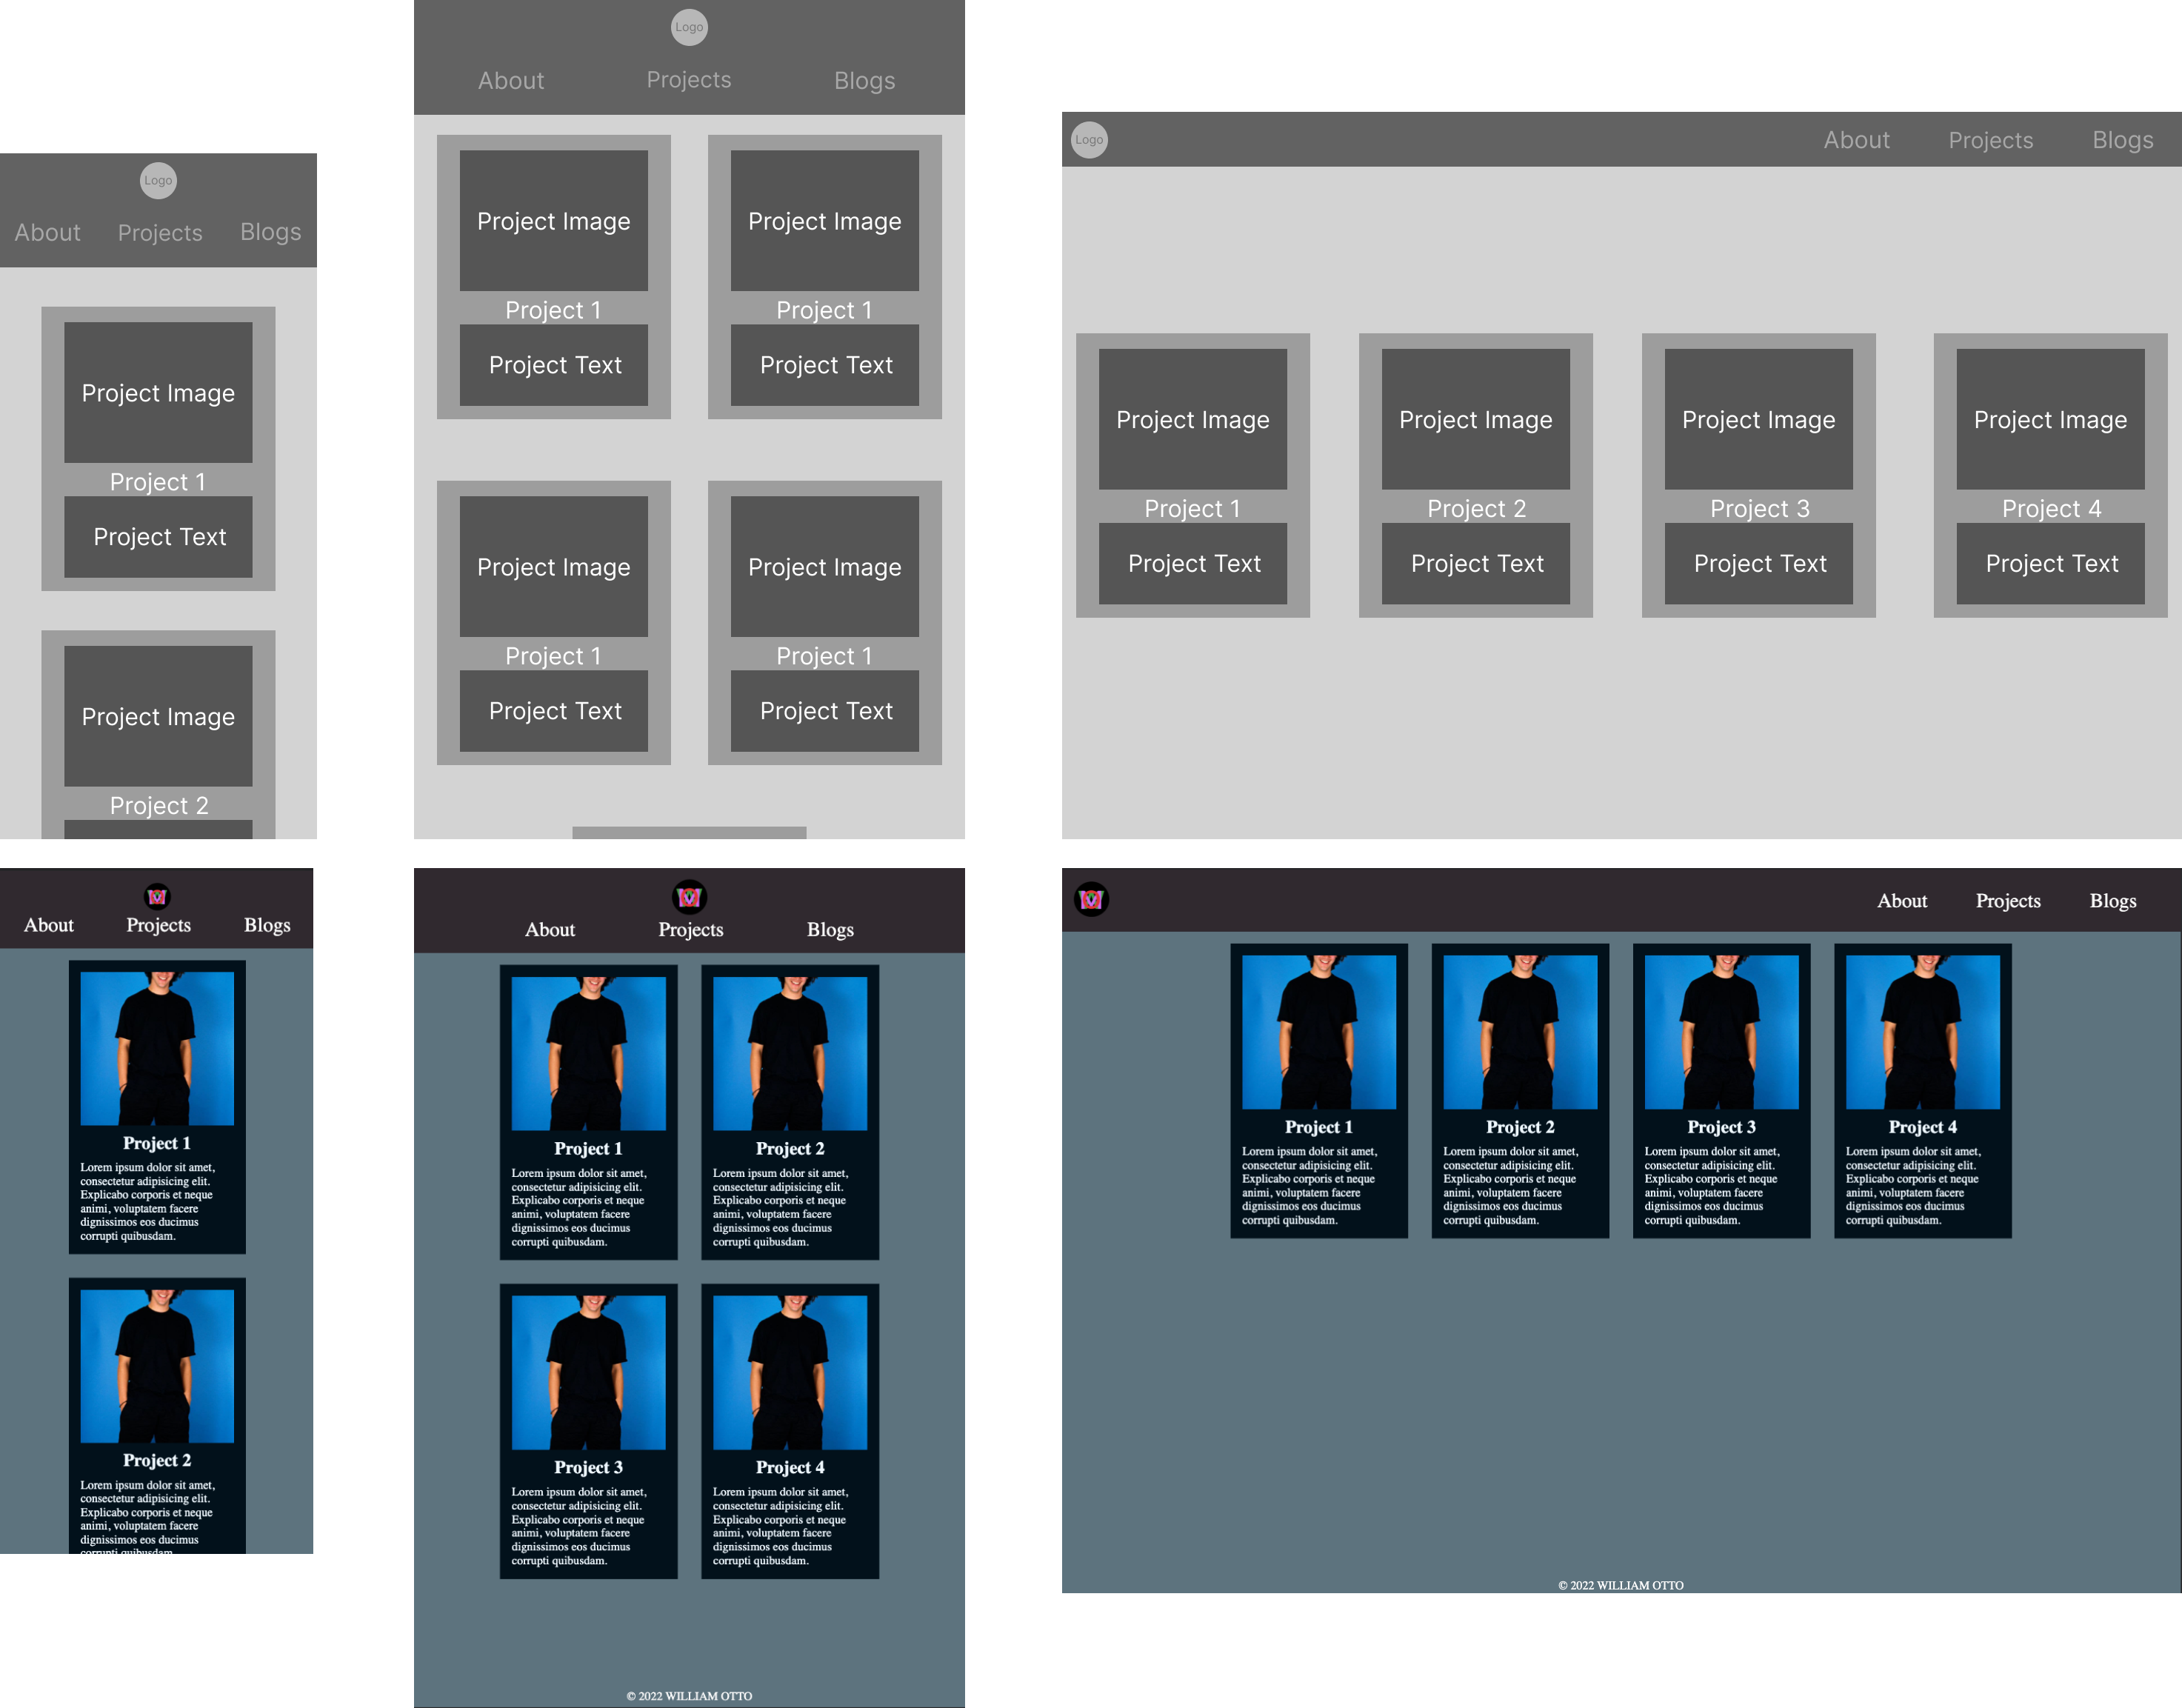 Logo
About Projects Blogs
Project Image
Project 1
Project Text
Project Image
Project 2
Logo
About Projects Blogs
Project Image Project Image
Project 1 Project 1
Project Text Project Text
Project Image Project Image
Project 1 Project 1
Project Text Project Text
Logo About Projects Blogs
Project Image Project Image Project Image Project Image
Project 1 Project 2 Project 3 Project 4
Project Text Project Text Project Text Project Text
About Projects Blogs
Project 1
Lorem ipsum dolor sit amet,
consectetur adipisicing elit.
Explicabo corporis et neque
animi, voluptatem facere
dignissimos eos ducimus
corrupti quibusdam.
Project 2
Lorem ipsum dolor sit amet,
consectetur adipisicing elit.
Explicabo corporis et neque
animi, voluptatem facere
dignissimos eos ducimus
corrupti quibusdam
About Projects Blogs
Project 1
Lorem ipsum dolor sit amet,
consectetur adipisicing elit.
Explicabo corporis et neque
animi, voluptatem facere
dignissimos eos ducimus
corrupti quibusdam.
Project 2
Lorem ipsum dolor sit amet,
consectetur adipisicing elit.
Explicabo corporis et neque
animi, voluptatem facere
dignissimos eos ducimus
corrupti quibusdam.
Project 3
Lorem ipsum dolor sit amet,
consectetur adipisicing elit.
Explicabo corporis et neque
animi, voluptatem facere
dignissimos eos ducimus
corrupti quibusdam.
Project 4
Lorem ipsum dolor sit amet,
consectetur adipisicing elit.
Explicabo corporis et neque
animi, voluptatem facere
dignissimos eos ducimus
corrupti quibusdam.
© 2022 WILLIAM OTTO
About Projects Blogs
Project 1
Lorem ipsum dolor sit amet,
consectetur adipisicing elit.
Explicabo corporis et neque
animi, voluptatem facere
dignissimos eos ducimus
corrupti quibusdam.
Project 2
Lorem ipsum dolor sit amet,
consectetur adipisicing elit.
Explicabo corporis et neque
animi, voluptatem facere
dignissimos eos ducimus
corrupti quibusdam.
Project 3
Lorem ipsum dolor sit amet,
consectetur adipisicing elit.
Explicabo corporis et neque
animi, voluptatem facere
dignissimos eos ducimus
corrupti quibusdam.
Project 4
Lorem ipsum dolor sit amet,
consectetur adipisicing elit.
Explicabo corporis et neque
animi, voluptatem facere
dignissimos eos ducimus
corrupti quibusdam.
© 2022 WILLIAM OTTO